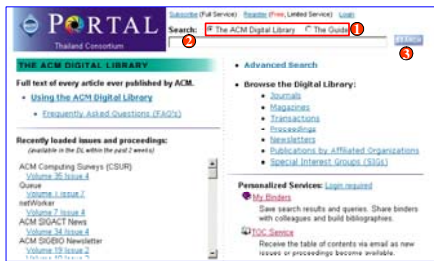 Subscribe (Full Service) Register (Free, Limited Service) Login
PORTAL
Thailand Consortium
Search: The ACM Digital Library The Guide
1
2
3
THE ACM DIGITAL LIBRARY
Full text of every article ever published by ACM.
Using the ACM Digital Library
Frequently Asked Questions (FAQ's)
Recently loaded issues and proceedings:
(available in the DL within the past 2 weeks)
ACM Computing Surveys (CSUR)
Volume 35 Issue 4
Queue
Volume 1 Issue 7
netWorker
Volume 7 Issue 4
ACM SIGACT News
Volume 34 Issue 4
ACM SIGBIO Newsletter
Volume 19 Issue 2
Advanced Search
Browse the Digital Library:
Journals
Magazines
Transactions
Proceedings
Newsletters
Publications by Affiliated Organizations
Special Interest Groups (SIGs)
Personalized Services: Login required
My Binders
Save search results and queries. Share binders
with colleagues and build bibliographies.
TOC Service
Receive the table of contents via email as new
issues or proceedings become available.